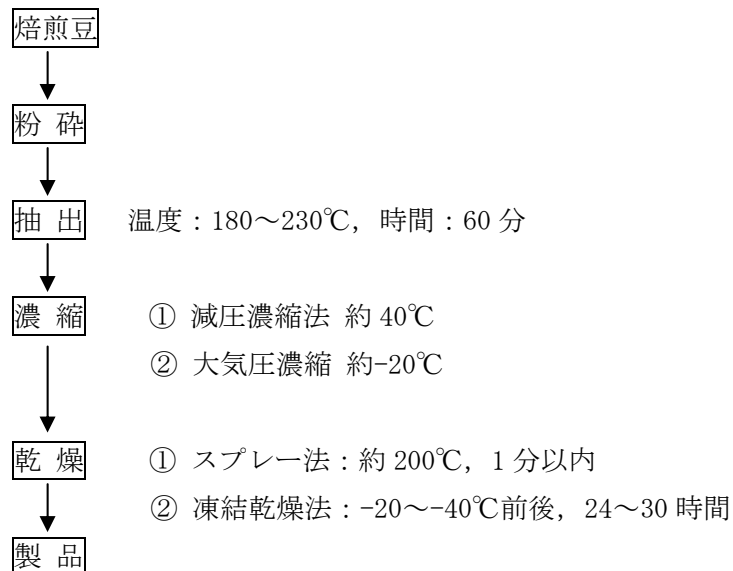 焙煎豆
粉 砕
抽 出 温度：180～230℃，時間：60 分
濃 縮 ① 減圧濃縮法 約 40℃
② 大気圧濃縮 約-20℃
乾 燥 ① スプレー法：約 200℃，1 分以内
② 凍結乾燥法：-20～-40℃前後，24～30 時間
製 品